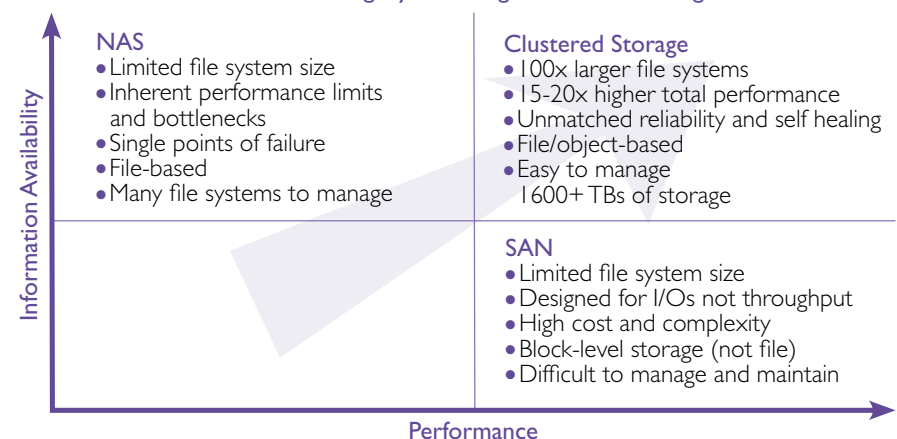 NAS
• Limited file system size
• Inherent performance limits
and bottlenecks
• Single points of failure
• File-based
• Many file systems to manage
Clustered Storage
• 100x larger file systems
• 15-20x higher total performance
• Unmatched reliability and self healing
• File/object-based
• Easy to manage
1600+ TBs of storage
SAN
• Limited file system size
• Designed for I/Os not throughput
• High cost and complexity
• Block-level storage (not file)
• Difficult to manage and maintain
Information Availability
Performance